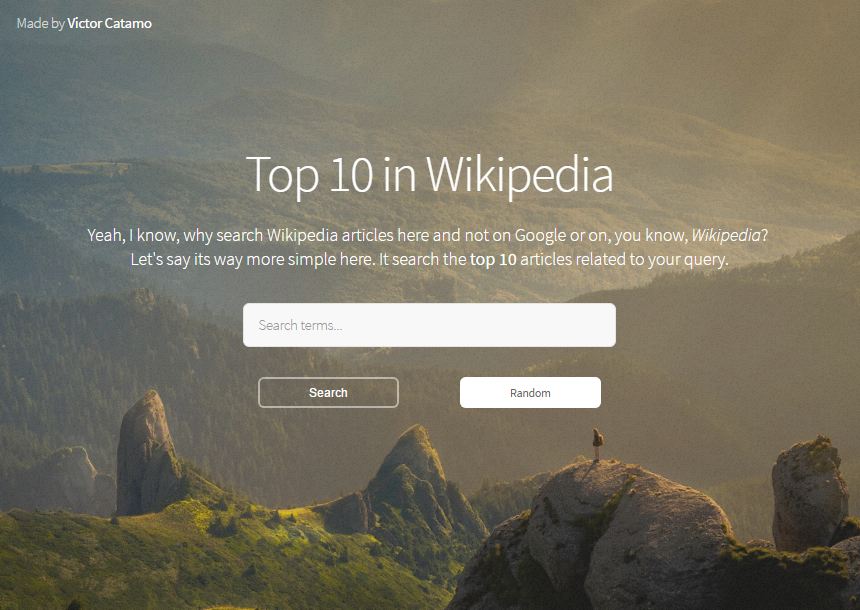 Made by Victor Catamo
Top 10 in Wikipedia
Yeah, I know, why search Wikipedia articles here and not on Google or on, you know, Wikipedia?
Let's say its way more simple here. It search the top 10 articles related to your query.
Search terms...
Search
Random